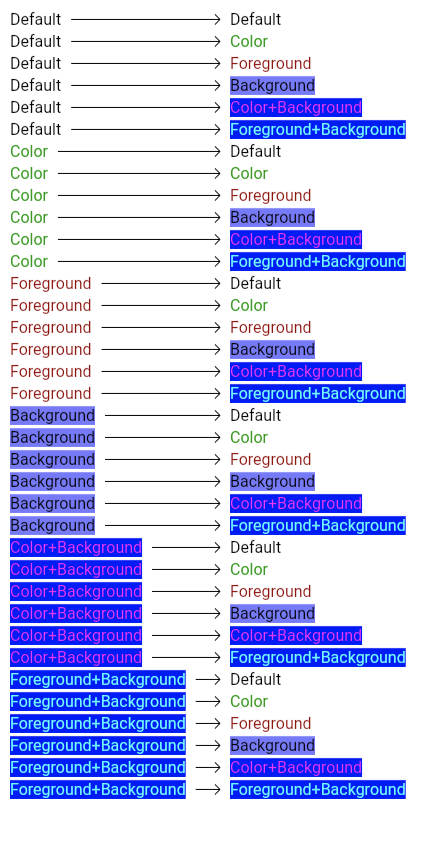 Default → Default
Default → Color
Default → Foreground
Default → Background
Default → Color+Background
Default → Foreground+Background
Color → Default
Color → Color
Color → Foreground
Color → Background
Color → Color+Background
Color → Foreground+Background
Foreground → Default
Foreground → Color
Foreground → Foreground
Foreground → Background
Foreground → Color+Background
Foreground → Foreground+Background
Background → Default
Background → Color
Background → Foreground
Background → Background
Background → Color+Background
Background → Foreground+Background
Color+Background → Default
Color+Background → Color
Color+Background → Foreground
Color+Background → Background
Color+Background → Color+Background
Color+Background → Foreground+Background
Foreground+Background → Default
Foreground+Background → Color
Foreground+Background → Foreground
Foreground+Background → Background
Foreground+Background → Color+Background
Foreground+Background → Foreground+Background